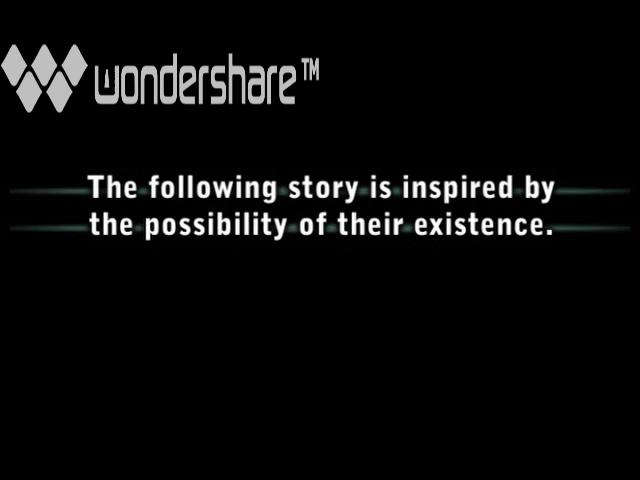 wondershare™
The following story is inspired by
the possibility of their existence.